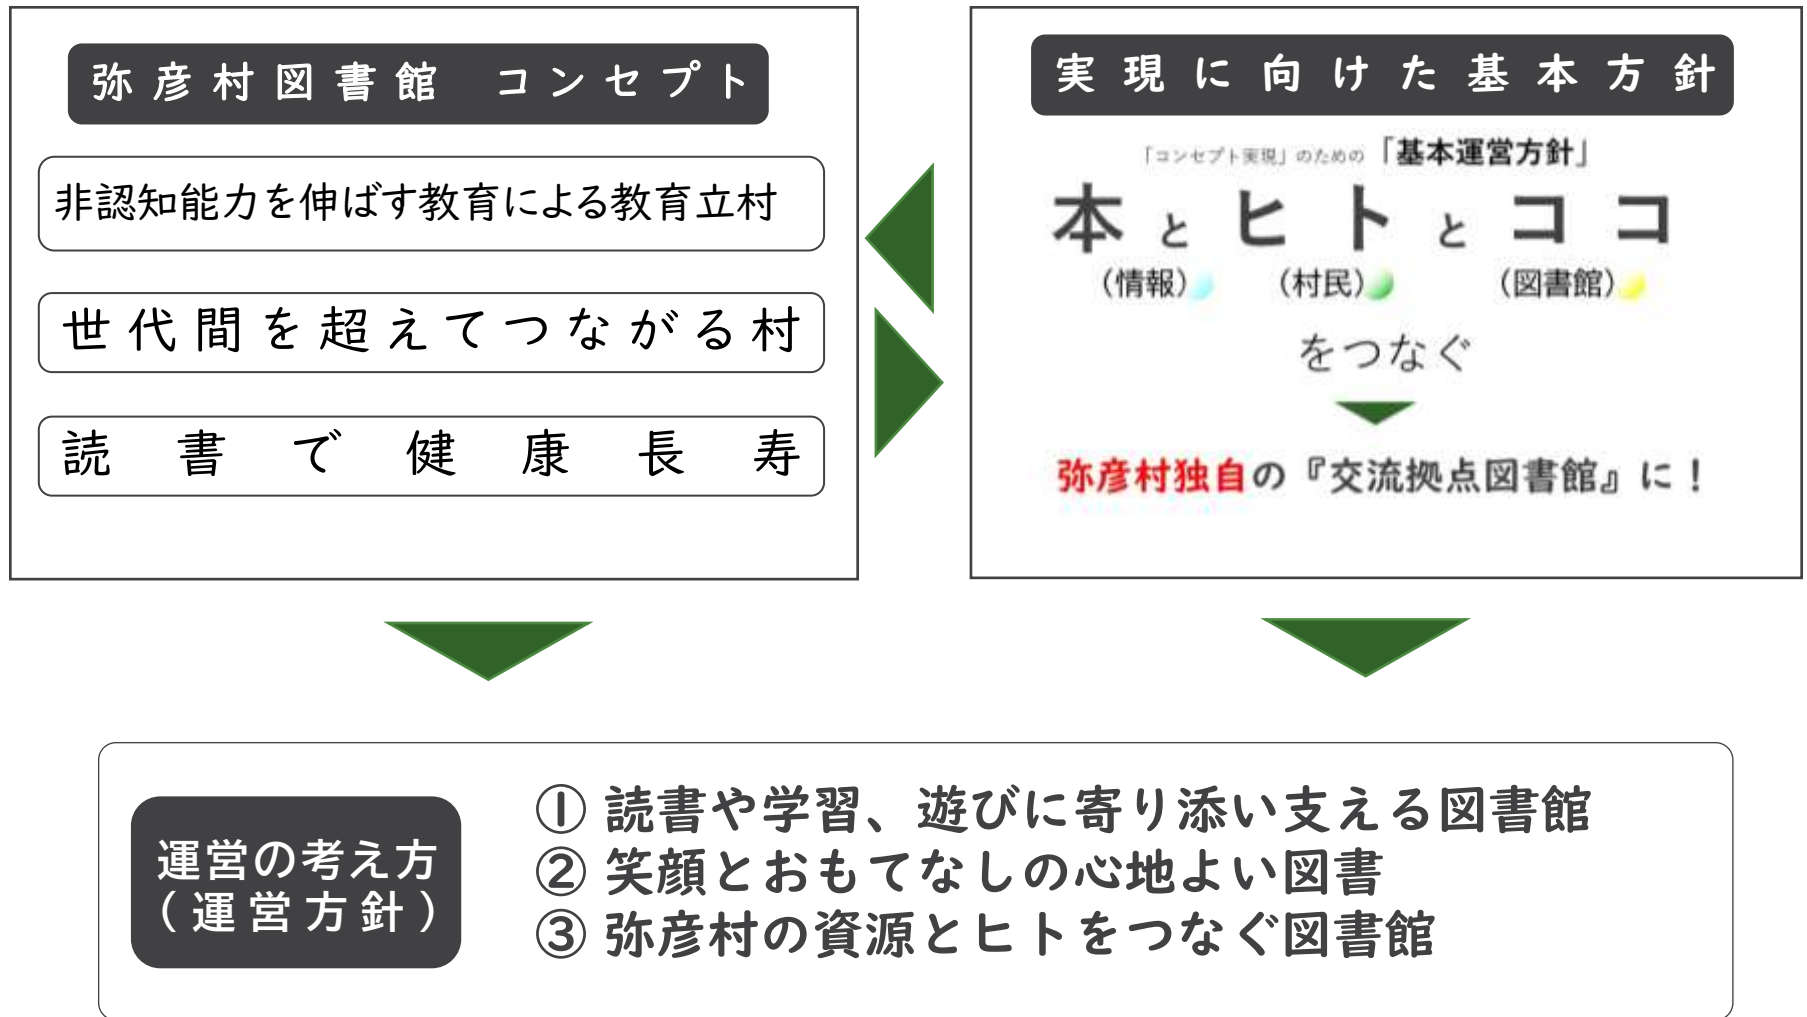 弥彦村図書館 コンセプト
非認知能力を伸ばす教育による教育立村
世代間を超えてつながる村
読書で健康長寿
実現に向けた基本方針
「コンセプト実現」のための「基本運営方針」
本とヒトとココ
（情報） （村民） （図書館）
をつなぐ
弥彦村独自の『交流拠点図書館』に！
運営の考え方
（運営方針）
① 読書や学習、遊びに寄り添い支える図書館
② 笑顔とおもてなしの心地よい図書
③ 弥彦村の資源とヒトをつなぐ図書館